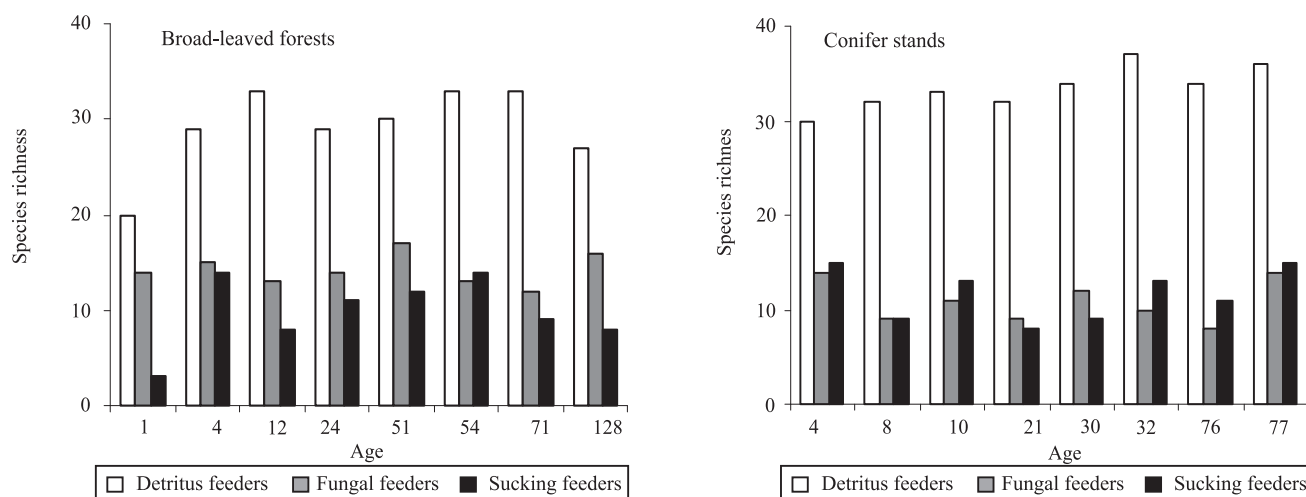 Broad-leaved forests
Species richness
40
30
20
10
0
1 4 12 24 51 54 71 128
Age
Detritus feeders Fungal feeders Sucking feeders
Conifer stands
Species richnes
40
30
20
10
0
4 8 10 21 30 32 76 77
Age
Detritus feeders Fungal feeders Sucking feeders